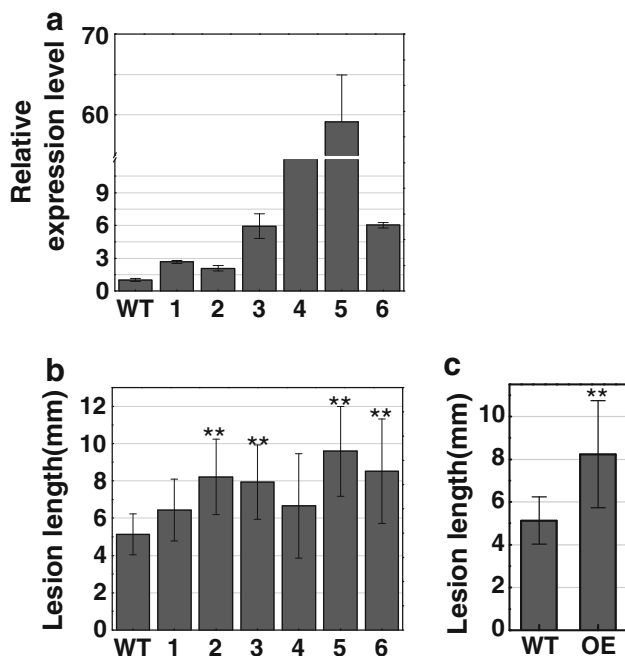 a
Relative
expression level
70
60
9
6
3
0
WT 1 2 3 4 5 6
b
Lesion length(mm)
12
10
8
6
4
2
0
** ** ** **
WT 1 2 3 4 5 6
c
Lesion length(mm)
10
8
6
4
2
0
**
WT OE